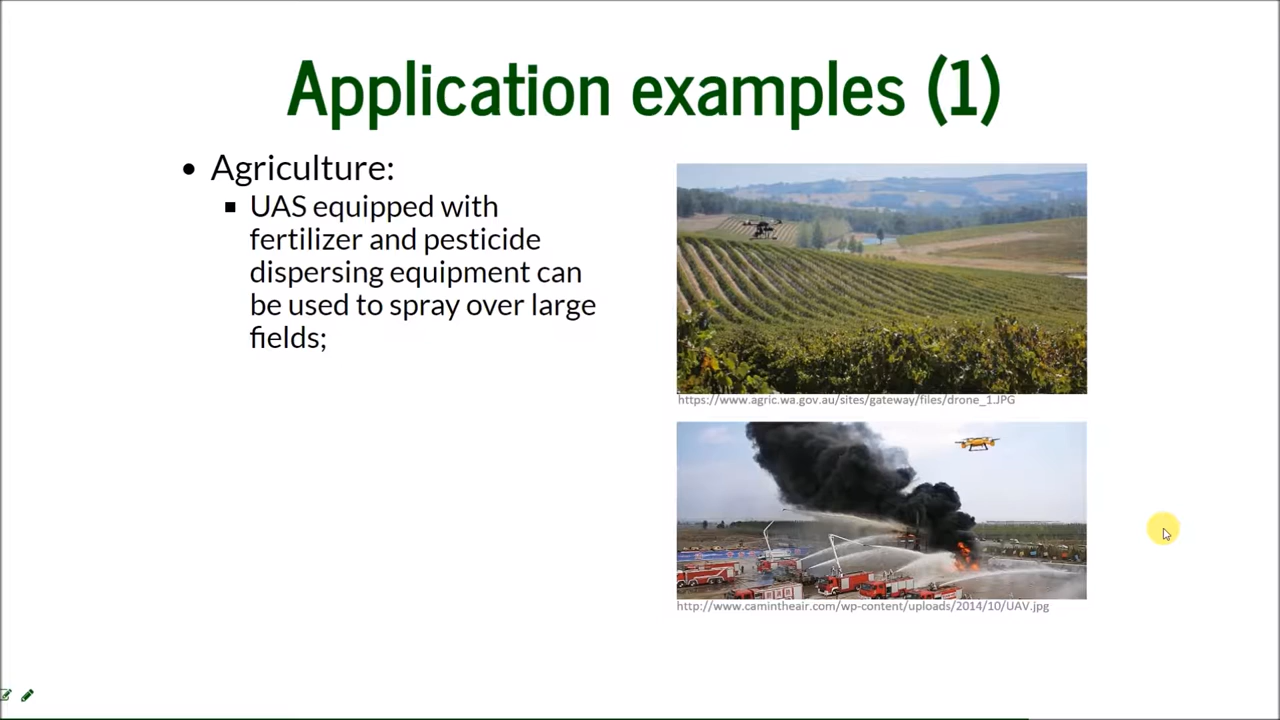 Application examples (1)
• Agriculture:
▪ UAS equipped with
fertilizer and pesticide
dispersing equipment can
be used to spray over large
fields;
https://www.agric.wa.gov.au/sites/gateway/files/drone_1.JPG
http://www.camintheair.com/wp-content/uploads/2014/10/UAV.jpg